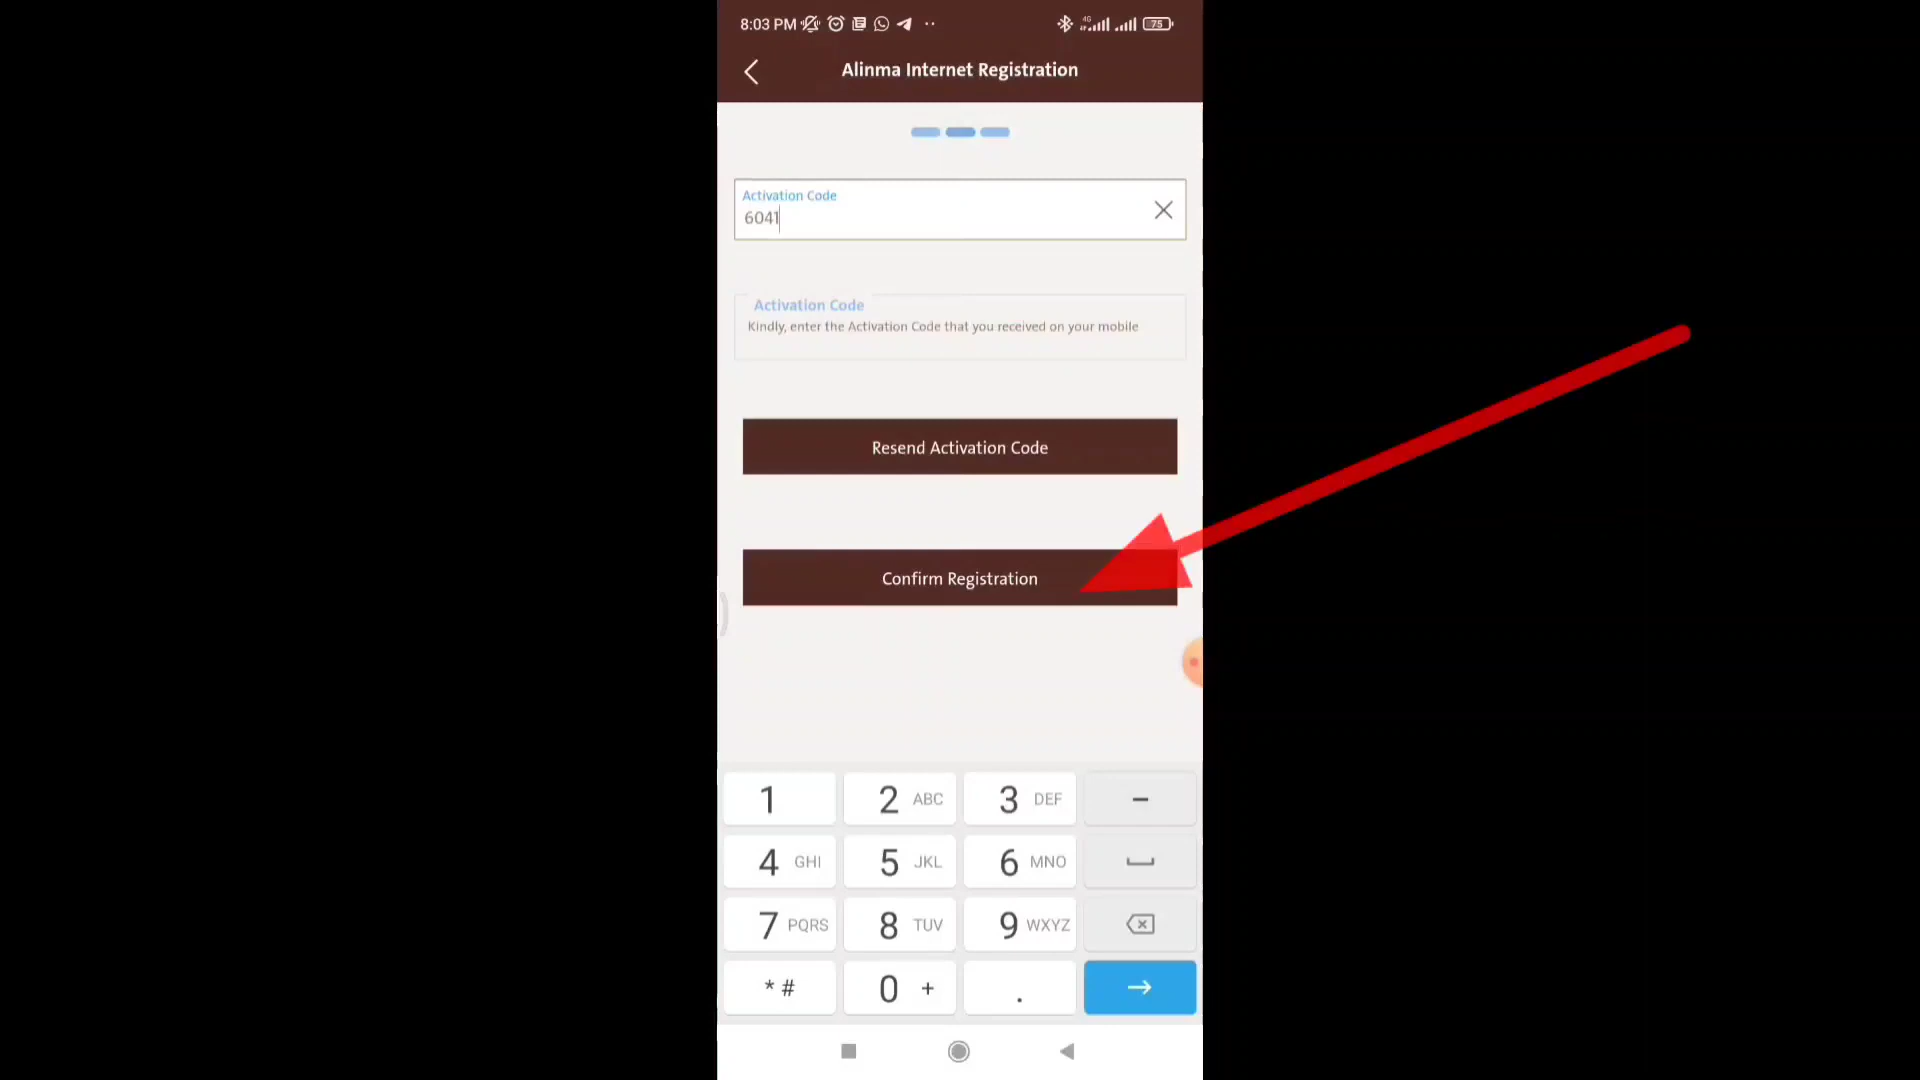 8:03 PM
4G
75
Alinma Internet Registration
Activation Code
6041
Activation Code
Kindly, enter the Activation Code that you received on your mobile
Resend Activation Code
Confirm Registration
1 2 ABC 3 DEF –
4 GHI 5 JKL 6 MNO
7 PQRS 8 TUV 9 WXYZ
* # 0 + .